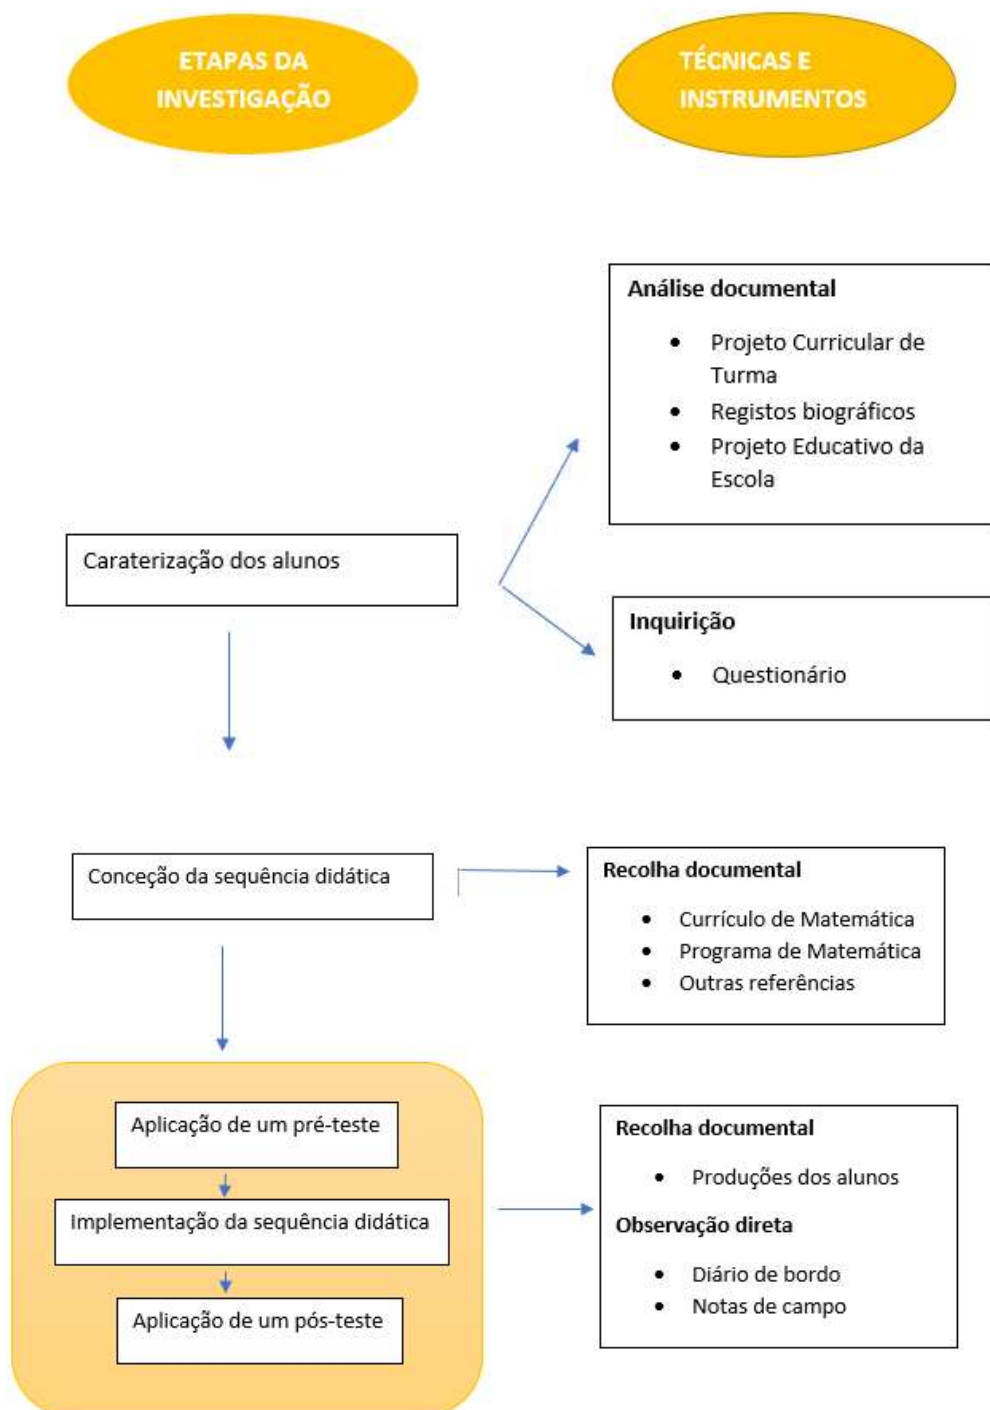 ETAPAS DA
INVESTIGAÇÃO
TÉCNICAS E
INSTRUMENTOS
Análise documental
• Projeto Curricular de
Turma
• Registos biográficos
• Projeto Educativo da
Escola
Caraterização dos alunos
Inquirição
• Questionário
Conceção da sequência didática
Recolha documental
• Currículo de Matemática
• Programa de Matemática
• Outras referências
Aplicação de um pré-teste
Implementação da sequência didática
Aplicação de um pós-teste
Recolha documental
• Produções dos alunos
Observação direta
• Diário de bordo
• Notas de campo